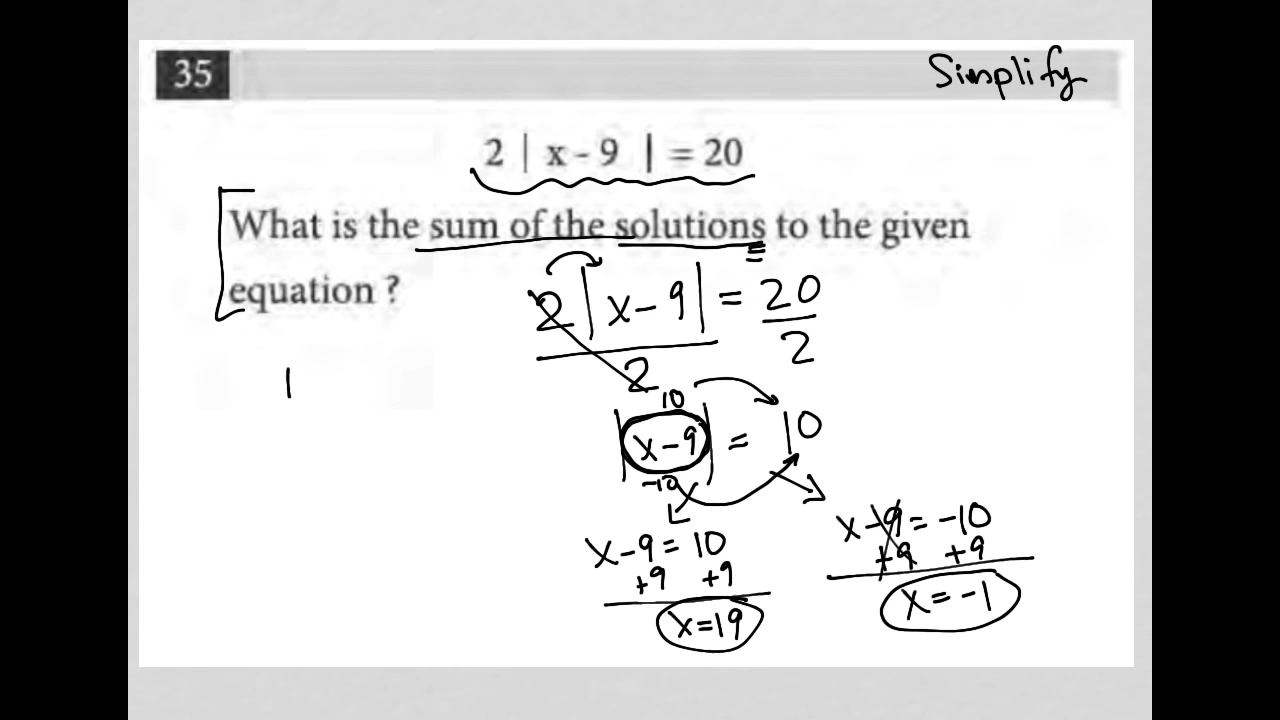 35
Simplify
2 | x - 9 | = 20
What is the sum of the solutions to the given
equation ?
2|x-9| = 20
2 2
10
|x-9| = 10
-10
x-9=10
+9 +9
x=19
x-9=-10
+9 +9
x=-1
|